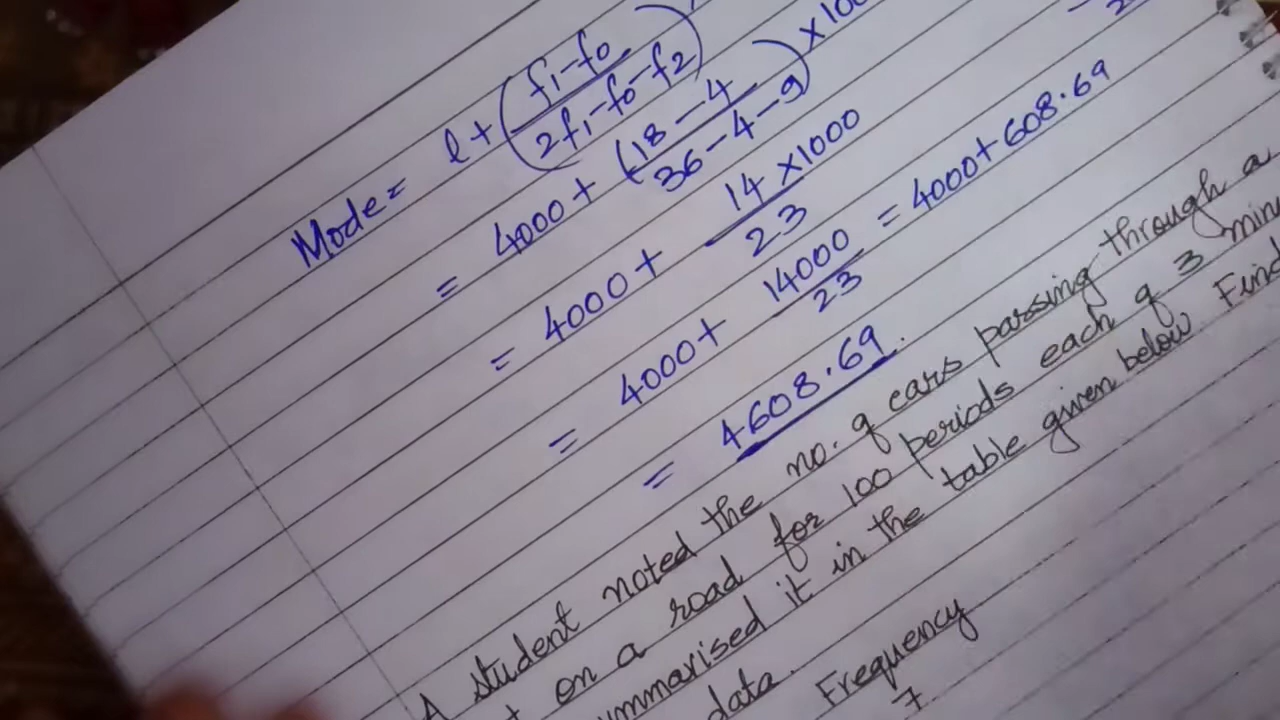 Mode = l + (f1-f0 / 2f1-f0-f2)
= 4000 + (18-4 / 36-4-9) × 100
= 4000 + 14 × 1000 / 23
= 4000 + 14000 / 23 = 4000 + 608.69
= 4608.69.
A student noted the no. of cars passing through a
on a road for 100 periods each of 3 min
summarised it in the table given below. Find
data. Frequency
7